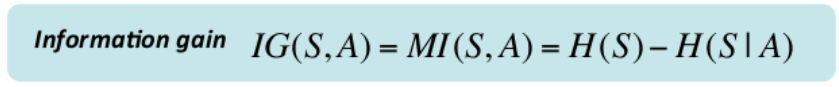 Information gain IG(S,A) = MI(S,A) = H(S) − H(S | A)